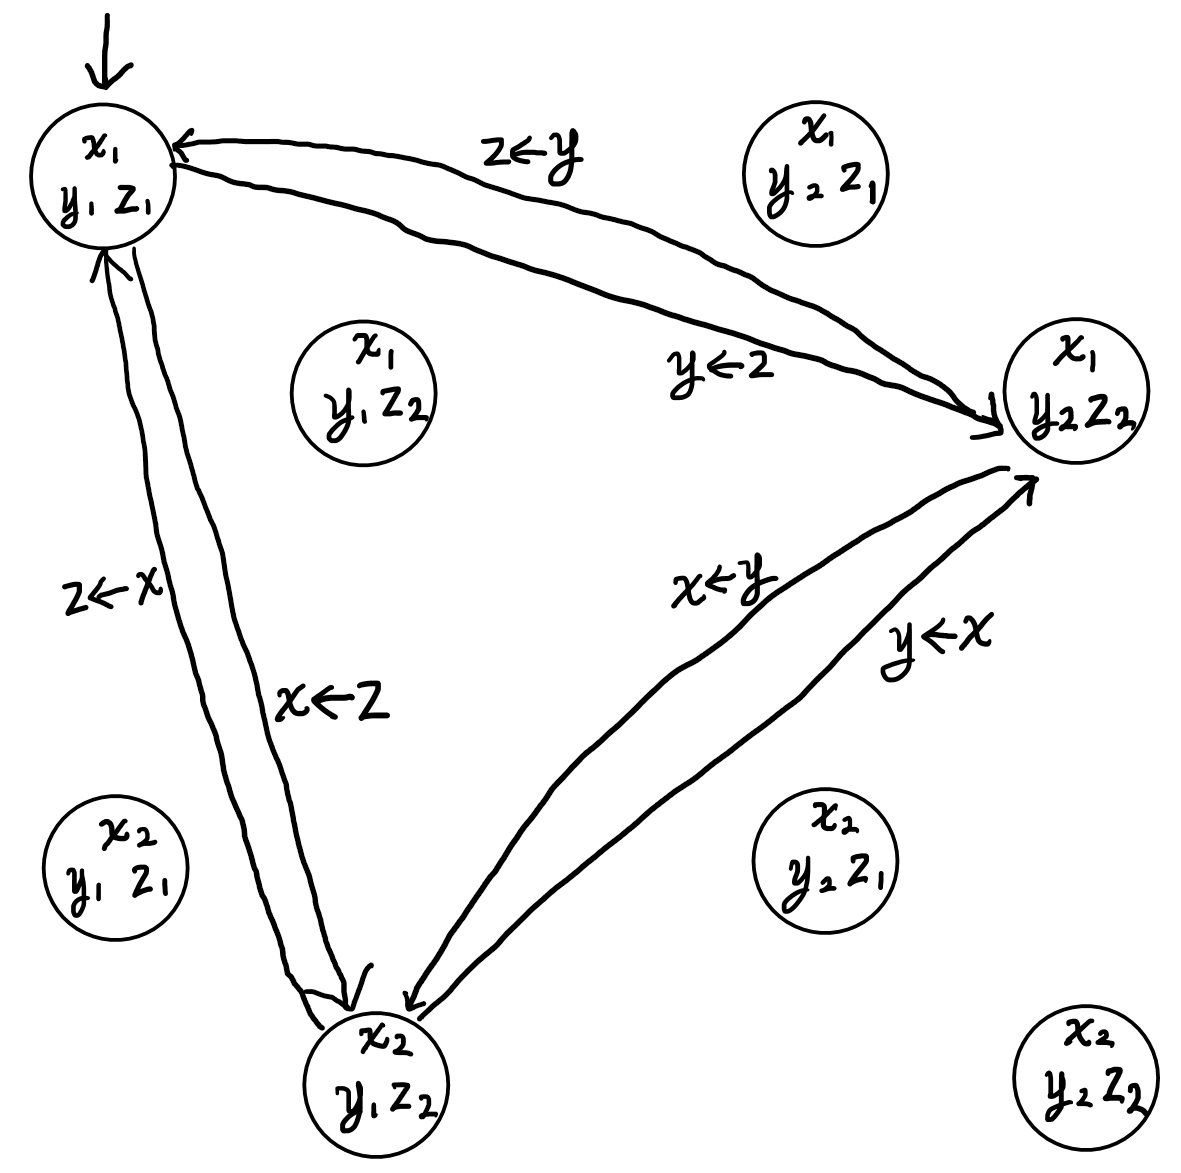 x₁
y₁ z₁
z←y
x₁
y₂ z₁
x₁
y₁ z₂
y←z
x₁
y₂ z₂
z←x
x←z
x←y
y←x
x₂
y₁ z₁
x₂
y₂ z₁
x₂
y₁ z₂
x₂
y₂ z₂